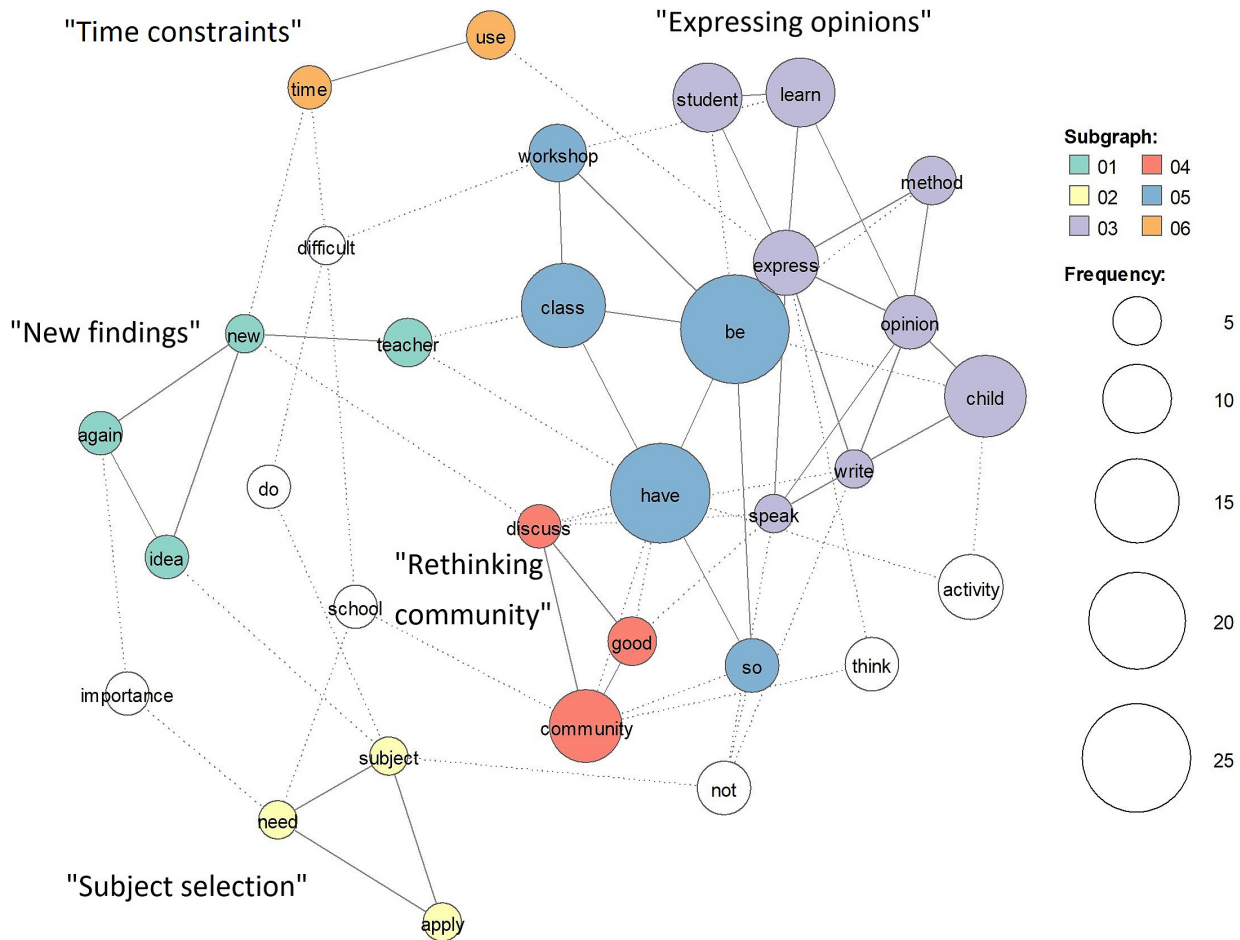 "Time constraints"
"Expressing opinions"
use
time
student
learn
workshop
method
difficult
express
class
be
"New findings"
new
teacher
opinion
child
again
do
have
write
speak
discuss
idea
"Rethinking
community"
school
activity
good
so
think
importance
community
subject
not
need
"Subject selection"
apply
Subgraph:
01 04
02 05
03 06
Frequency:
5
10
15
20
25